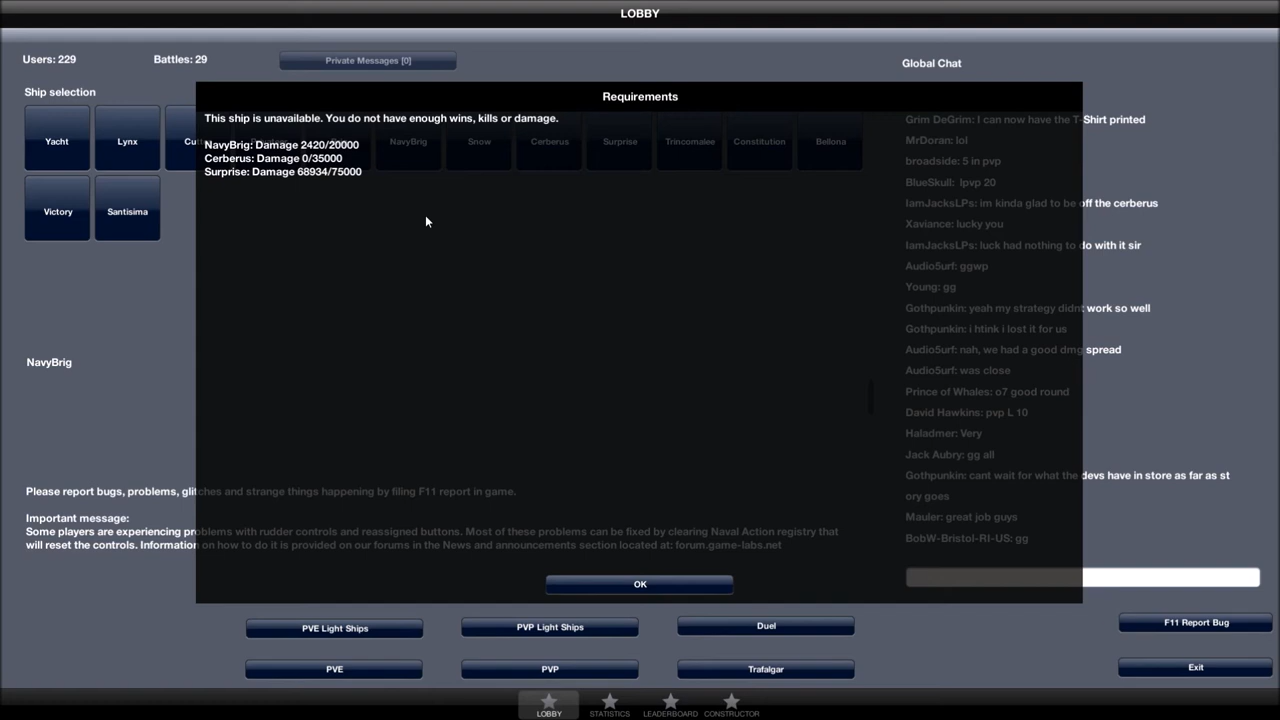 LOBBY
Users: 229
Battles: 29
Private Messages [0]
Global Chat
Ship selection
Requirements
This ship is unavailable. You do not have enough wins, kills or damage.
NavyBrig: Damage 2420/20000
Cerberus: Damage 0/35000
Surprise: Damage 68934/75000
Yacht
Lynx
NavyBrig
Snow
Cerberus
Surprise
Trincomalee
Constitution
Bellona
Victory
Santisima
NavyBrig
Grim DeGrim: I can now have the T-Shirt printed
MrDoran: lol
broadside: 5 in pvp
BlueSkull: lpvp 20
IamJacksLPs: im kinda glad to be off the cerberus
Xaviance: lucky you
IamJacksLPs: luck had nothing to do with it sir
Audio5urf: ggwp
Young: gg
Gothpunkin: yeah my strategy didnt work so well
Gothpunkin: i htink i lost it for us
Audio5urf: nah, we had a good dmg spread
Audio5urf: was close
Prince of Whales: o7 good round
David Hawkins: pvp L 10
Haladmer: Very
Jack Aubry: gg all
Gothpunkin: cant wait for what the devs have in store as far as st
ory goes
Mauler: great job guys
BobW-Bristol-RI-US: gg
Please report bugs, problems, glitches and strange things happening by filing F11 report in game.
Important message:
Some players are experiencing problems with rudder controls and reassigned buttons. Most of these problems can be fixed by clearing Naval Action registry that
will reset the controls. Information on how to do it is provided on our forums in the News and announcements section located at: forum.game-labs.net
OK
PVE Light Ships
PVP Light Ships
Duel
F11 Report Bug
PVE
PVP
Trafalgar
Exit
LOBBY
STATISTICS
LEADERBOARD
CONSTRUCTOR